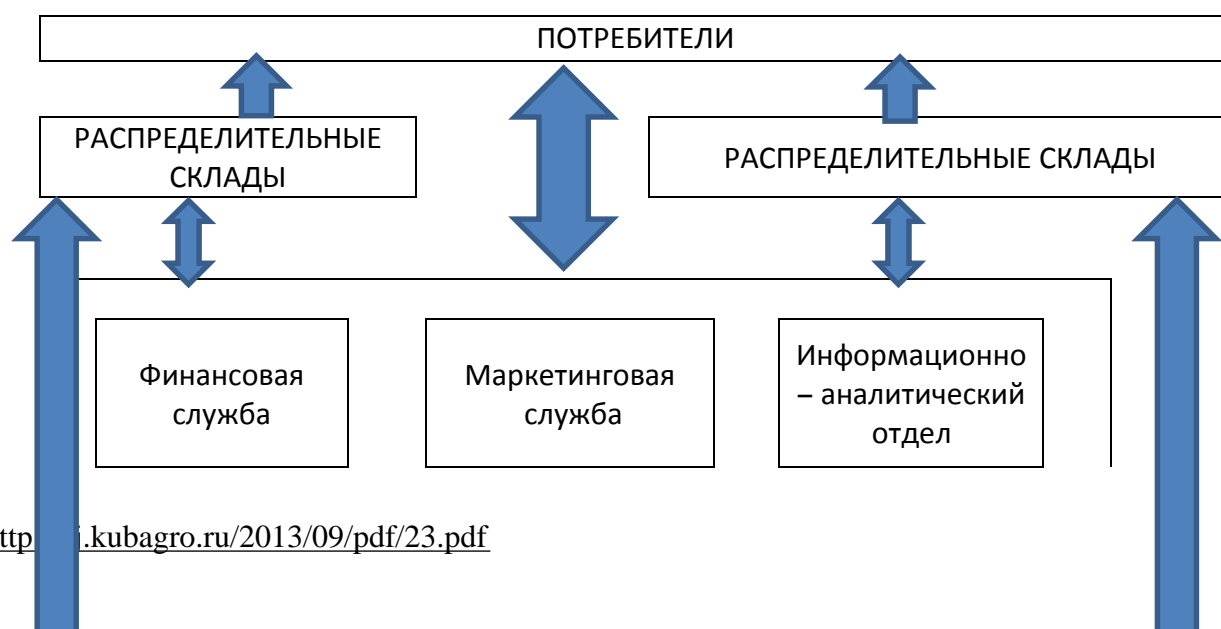 ПОТРЕБИТЕЛИ
РАСПРЕДЕЛИТЕЛЬНЫЕ
СКЛАДЫ
РАСПРЕДЕЛИТЕЛЬНЫЕ СКЛАДЫ
Финансовая
служба
Маркетинговая
служба
Информационно
– аналитический
отдел
ttp j.kubagro.ru/2013/09/pdf/23.pdf